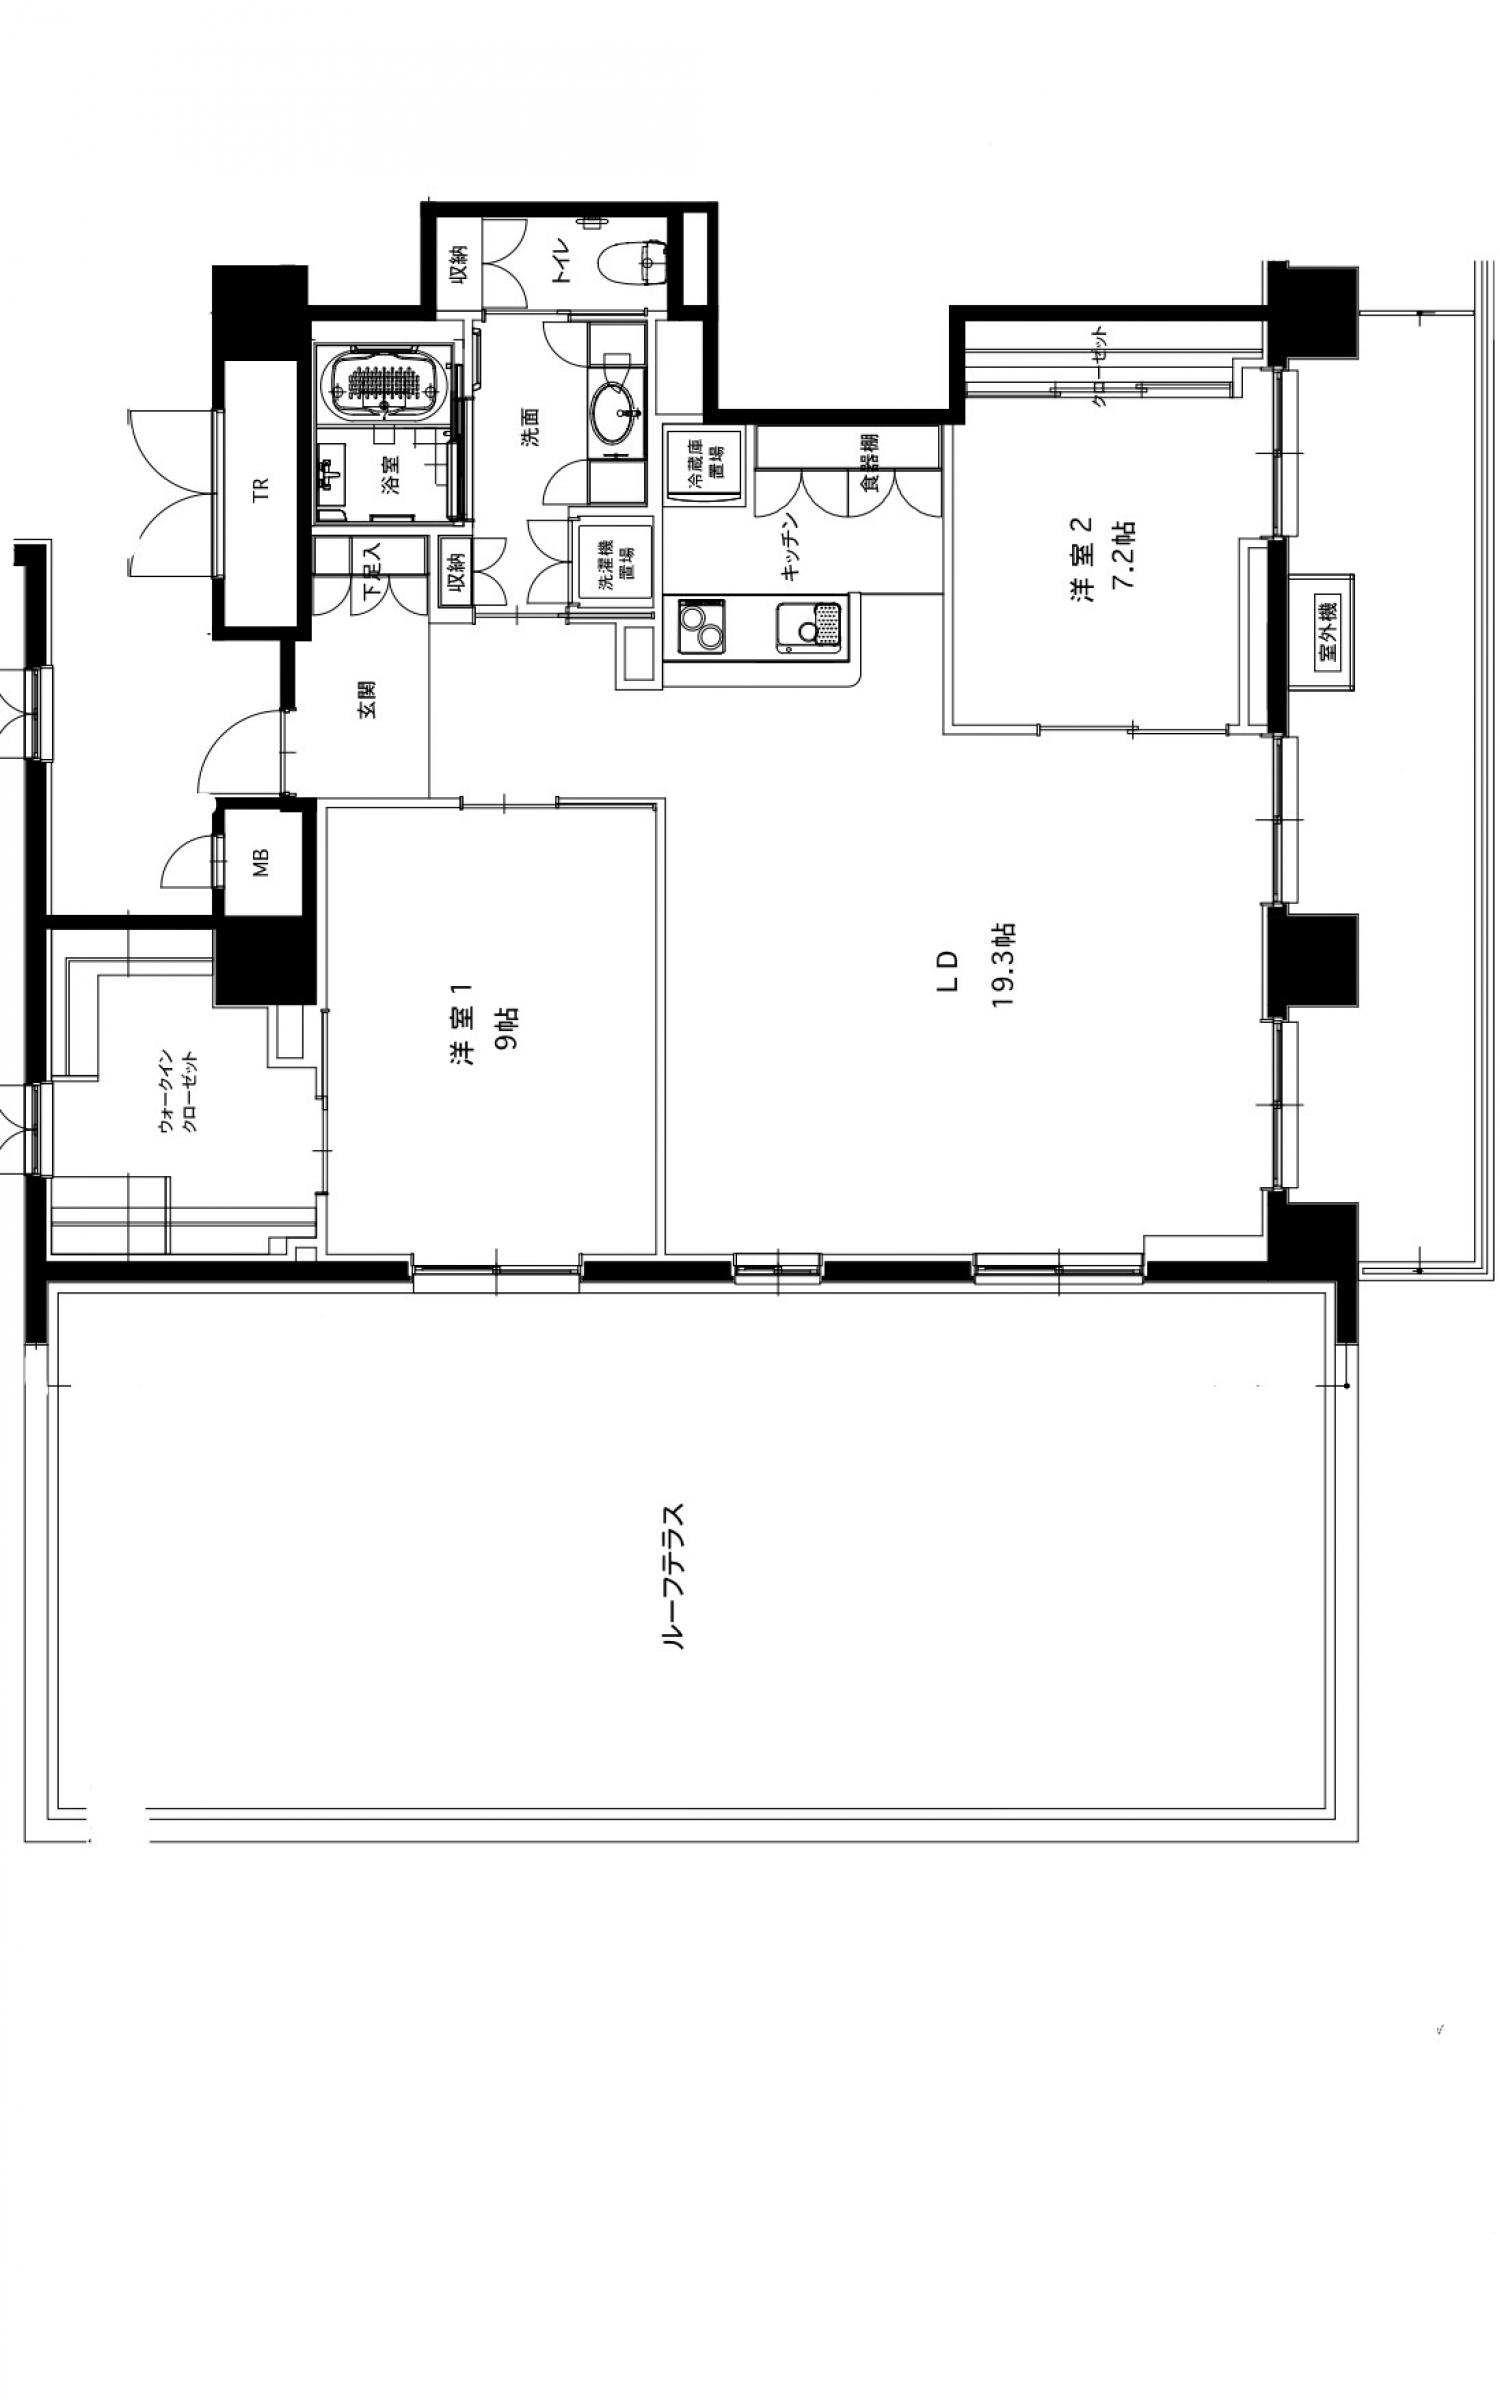 収納
トイレ
クローゼット
洗面
浴室
TR
冷蔵庫
置場
食器棚
キッチン
洋室2
7.2帖
下足入
収納
洗濯機
置場
室外機
玄関
MB
LD
19.3帖
洋室1
9帖
ウォークイン
クローゼット
ルーフテラス